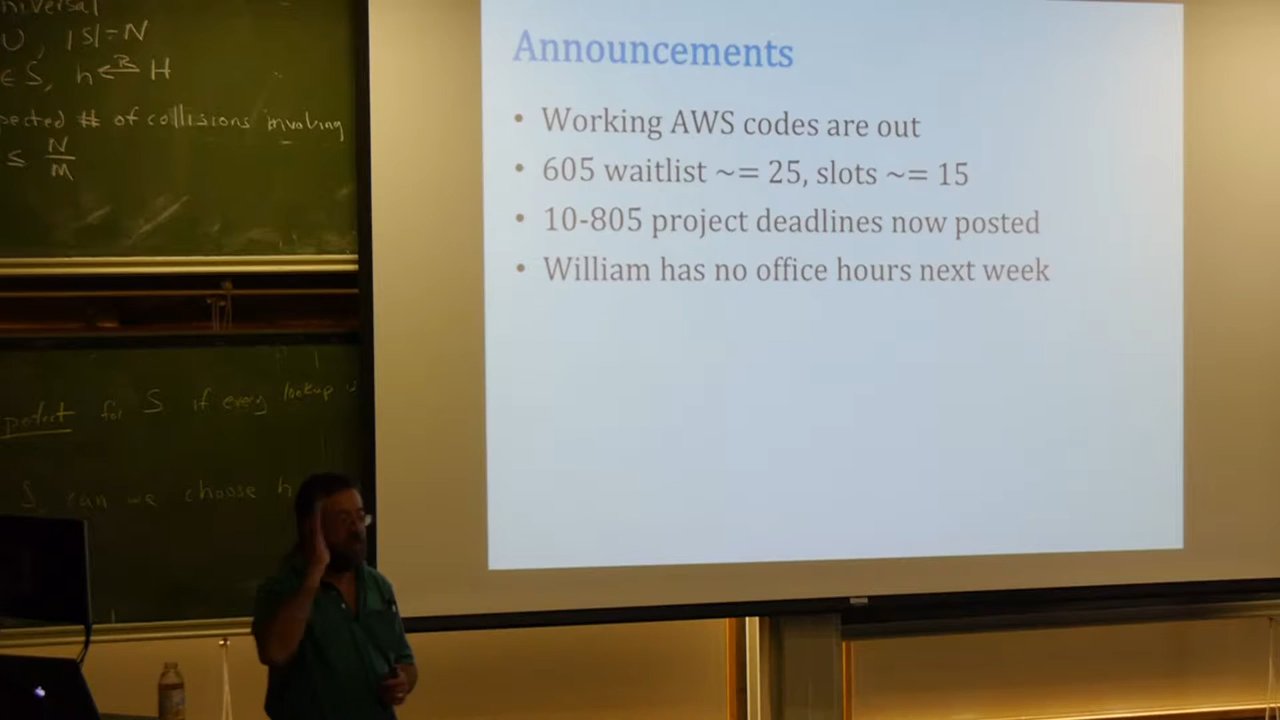 U, |S|=N
∈ S, h ←R H
# of collisions involving
≤ N/M
perfect for S if every lookup is
S, can we choose h
Announcements
• Working AWS codes are out
• 605 waitlist ~= 25, slots ~= 15
• 10-805 project deadlines now posted
• William has no office hours next week